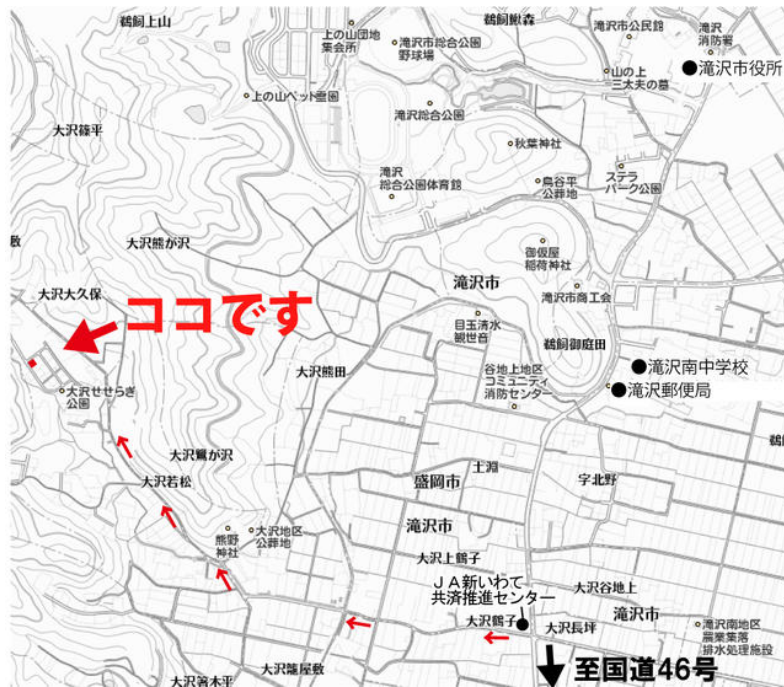 鵜飼上山
上の山団地
集会所
滝沢市総合公園
野球場
鵜飼鰍森
滝沢市公民館
滝沢
消防署
●滝沢市役所
山の上
三太夫の墓
上の山ペット霊園
滝沢総合公園
大沢篠平
秋葉神社
滝沢
総合公園体育館
鳥谷平
公葬地
ステラ
パーク公園
大沢熊が沢
御仮屋
稲荷神社
敷
大沢大久保
滝沢市
滝沢市商工会
ココです
目玉清水
観世音
鵜飼御庭田
大沢熊田
谷地上地区
コミュニティ
消防センター
●滝沢南中学校
●滝沢郵便局
大沢せせらぎ
公園
大沢鷺が沢
鵜飼
大沢若松
土淵
盛岡市
字北野
滝沢市
熊野
神社
大沢地区
公葬地
大沢上鶴子
JA新いわて
共済推進センター
大沢谷地上
滝沢市
大沢鶴子
大沢長坪
滝沢南地区
農業集落
排水処理施設
大沢籠屋敷
至国道46号
大沢箸木平